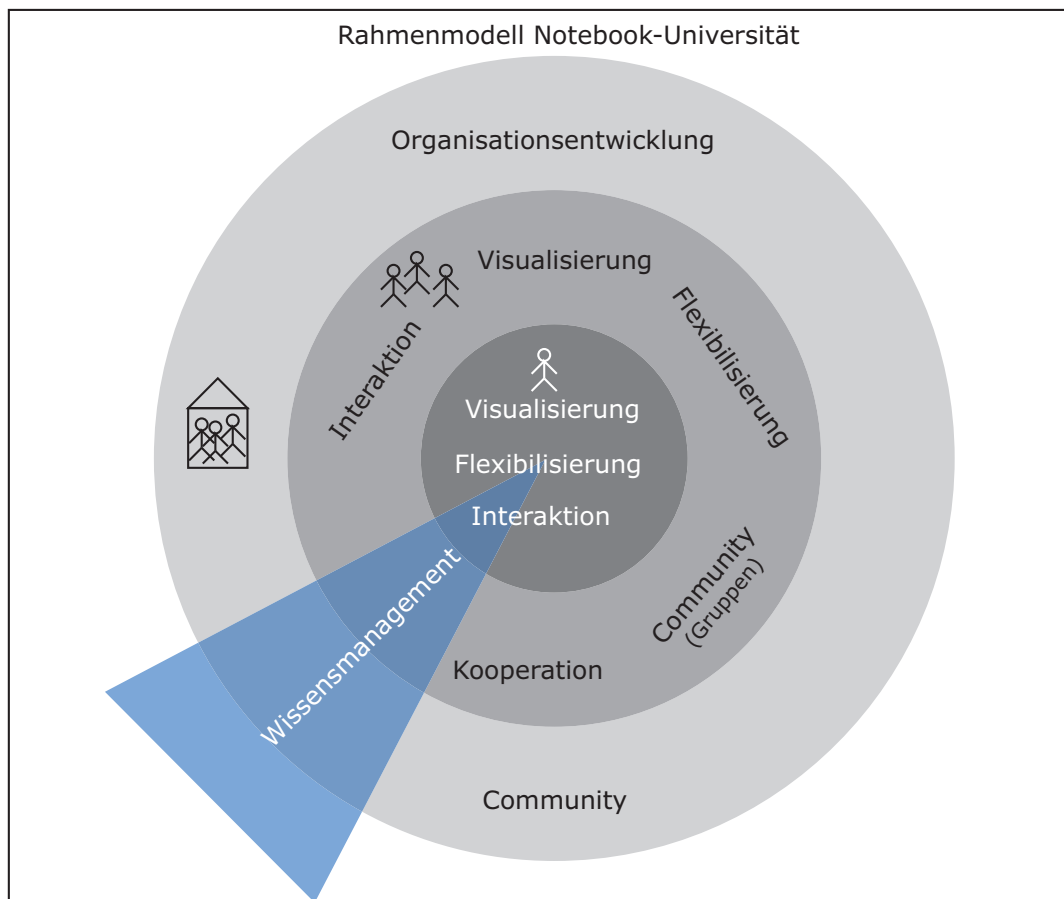 Rahmenmodell Notebook-Universität
Organisationsentwicklung
Visualisierung
Flexibilisierung
Interaktion
Visualisierung
Flexibilisierung
Interaktion
Community
(Gruppen)
Wissensmanagement
Kooperation
Community